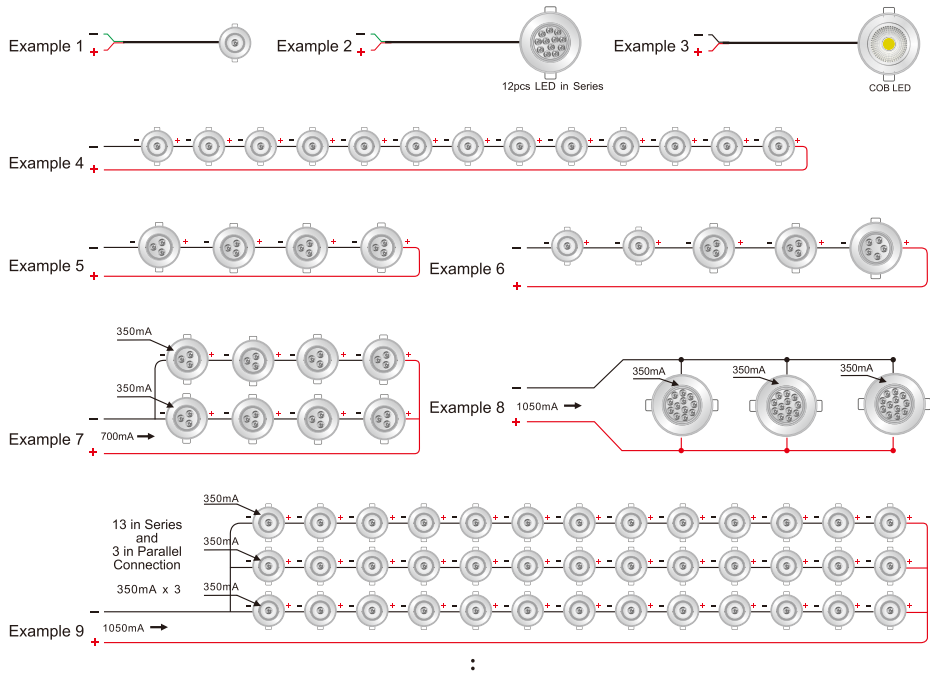 Example 1 − +
Example 2 − +
12pcs LED in Series
Example 3 − +
COB LED
Example 4 − +
- + - + - + - + - + - + - + - + - + - + - + - + - +
Example 5 − +
- + - + - + - +
Example 6 − +
- + - + - + - + - +
350mA
- + - + - + - +
350mA
- + - + - + - +
Example 7 − +
700mA
350mA
350mA
350mA
Example 8 − +
1050mA
350mA
- + - + - + - + - + - + - + - + - + - + - + - + - +
13 in Series
and
3 in Parallel
Connection
350mA
- + - + - + - + - + - + - + - + - + - + - + - + - +
350mA x 3
350mA
- + - + - + - + - + - + - + - + - + - + - + - + - +
Example 9 − +
1050mA
: